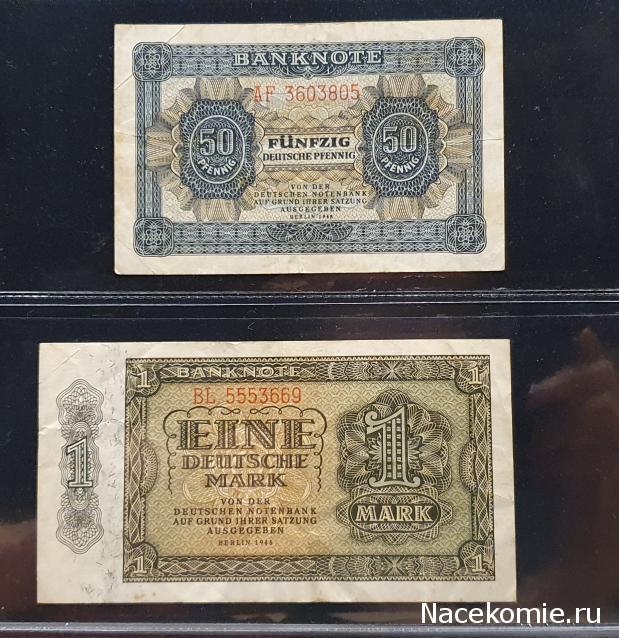 BANKNOTE
AF 3603805
50 PFENNIG
FÜNFZIG
DEUTSCHE PFENNIG
50 PFENNIG
VON DER
DEUTSCHEN NOTENBANK
AUF GRUND IHRER SATZUNG
AUSGEGEBEN
BERLIN 1948
1 BANKNOTE 1
BL 5553669
EINE
DEUTSCHE
MARK
1
1
MARK
VON DER
DEUTSCHEN NOTENBANK
AUF GRUND IHRER SATZUNG
AUSGEGEBEN
BERLIN 1948
1 1
Nacekomie.ru